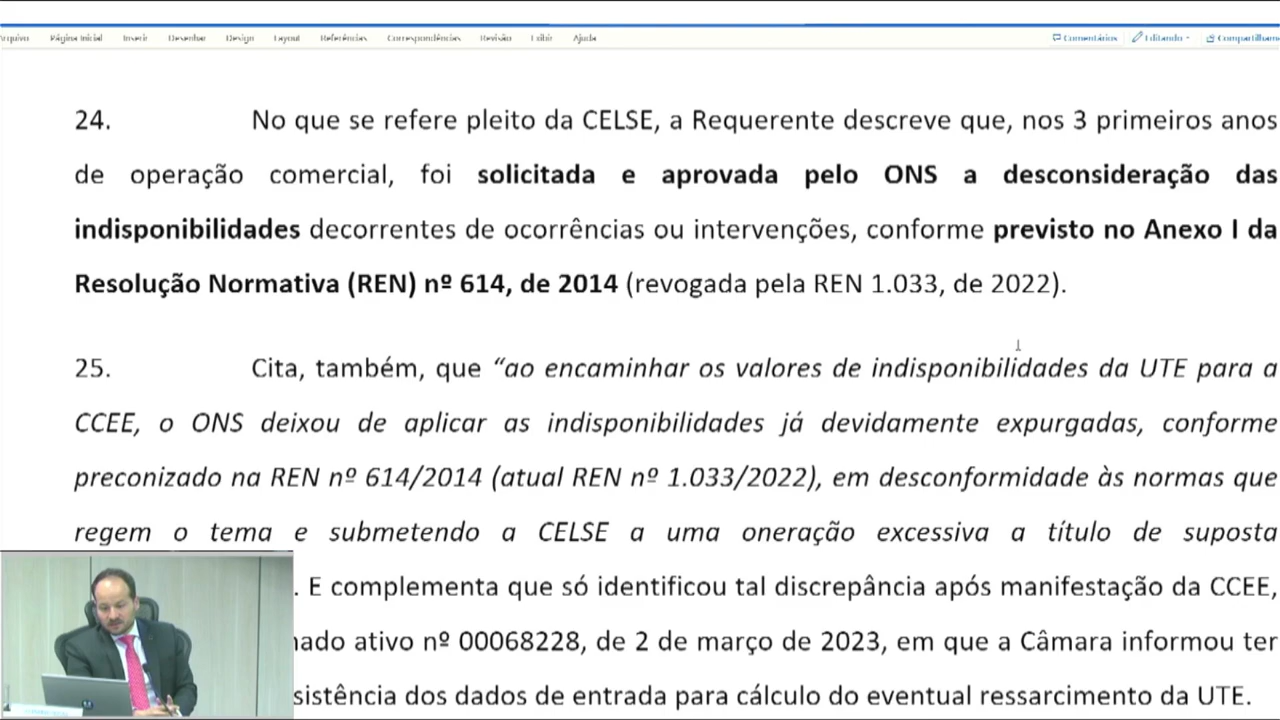 Arquivo Página Inicial Inserir Desenhar Design Layout Referências Correspondências Revisão Exibir Ajuda Comentários Editando
24. No que se refere pleito da CELSE, a Requerente descreve que, nos 3 primeiros anos
de operação comercial, foi solicitada e aprovada pelo ONS a desconsideração das
indisponibilidades decorrentes de ocorrências ou intervenções, conforme previsto no Anexo I da
Resolução Normativa (REN) nº 614, de 2014 (revogada pela REN 1.033, de 2022).
25. Cita, também, que “ao encaminhar os valores de indisponibilidades da UTE para a
CCEE, o ONS deixou de aplicar as indisponibilidades já devidamente expurgadas, conforme
preconizado na REN nº 614/2014 (atual REN nº 1.033/2022), em desconformidade às normas que
regem o tema e submetendo a CELSE a uma oneração excessiva a título de suposta
. E complementa que só identificou tal discrepância após manifestação da CCEE,
nado ativo nº 00068228, de 2 de março de 2023, em que a Câmara informou ter
sistência dos dados de entrada para cálculo do eventual ressarcimento da UTE.